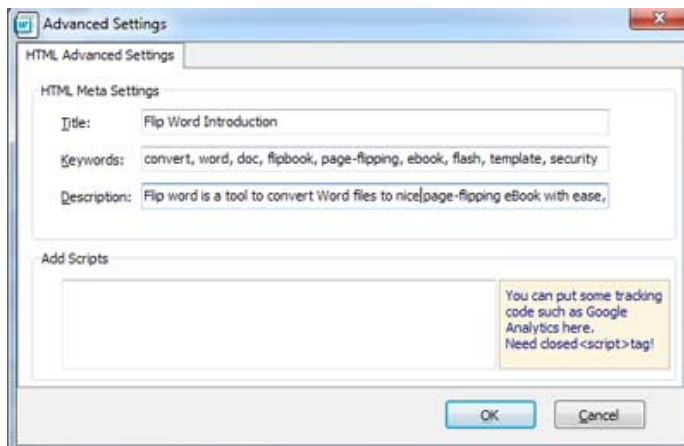 Advanced Settings
HTML Advanced Settings
HTML Meta Settings
Title: Flip Word Introduction
Keywords: convert, word, doc, flipbook, page-flipping, ebook, flash, template, security
Description: Flip word is a tool to convert Word files to nice page-flipping eBook with ease,
Add Scripts
You can put some tracking
code such as Google
Analytics here.
Need closed<script>tag!
OK Cancel